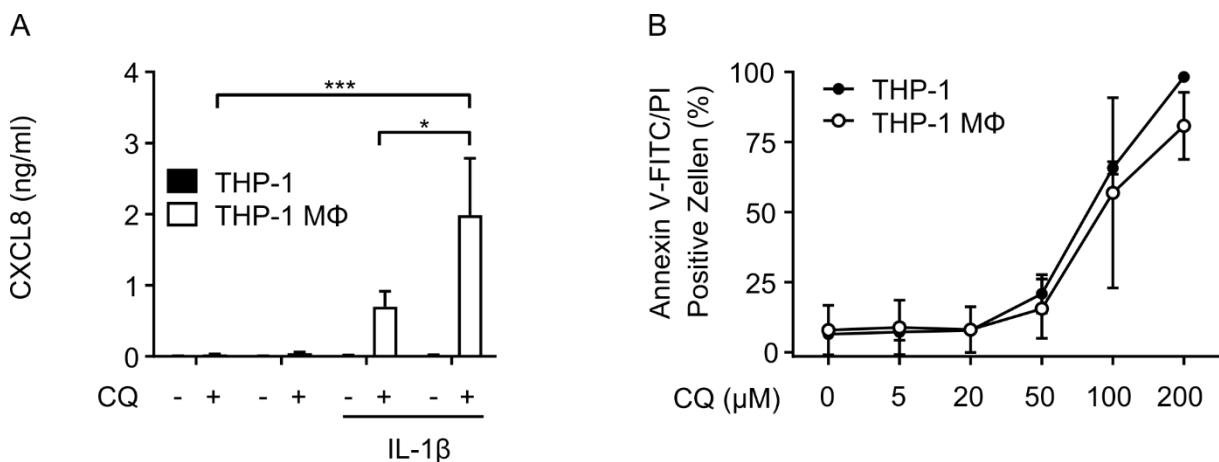 A
CXCL8 (ng/ml)
4
3
2
1
0
***
*
THP-1
THP-1 MΦ
CQ - + - + - + - +
IL-1β
B
Annexin V-FITC/PI
Positive Zellen (%)
100
75
50
25
0
THP-1
THP-1 MΦ
CQ (µM) 0 5 20 50 100 200